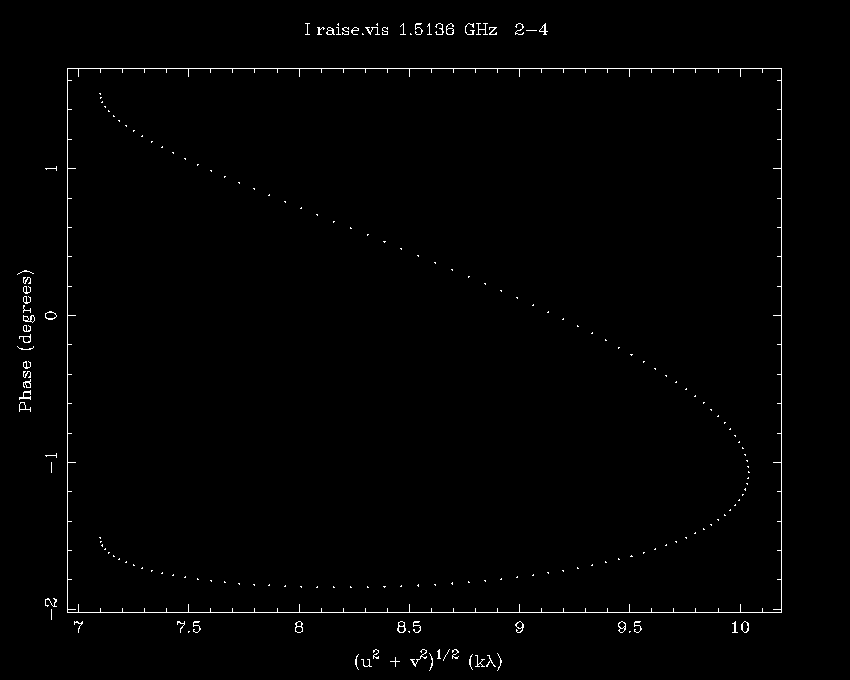 I raise.vis 1.5136 GHz 2-4
Phase (degrees)
1
0
-1
-2
7 7.5 8 8.5 9 9.5 10
(u² + v²)^1/2 (kλ)